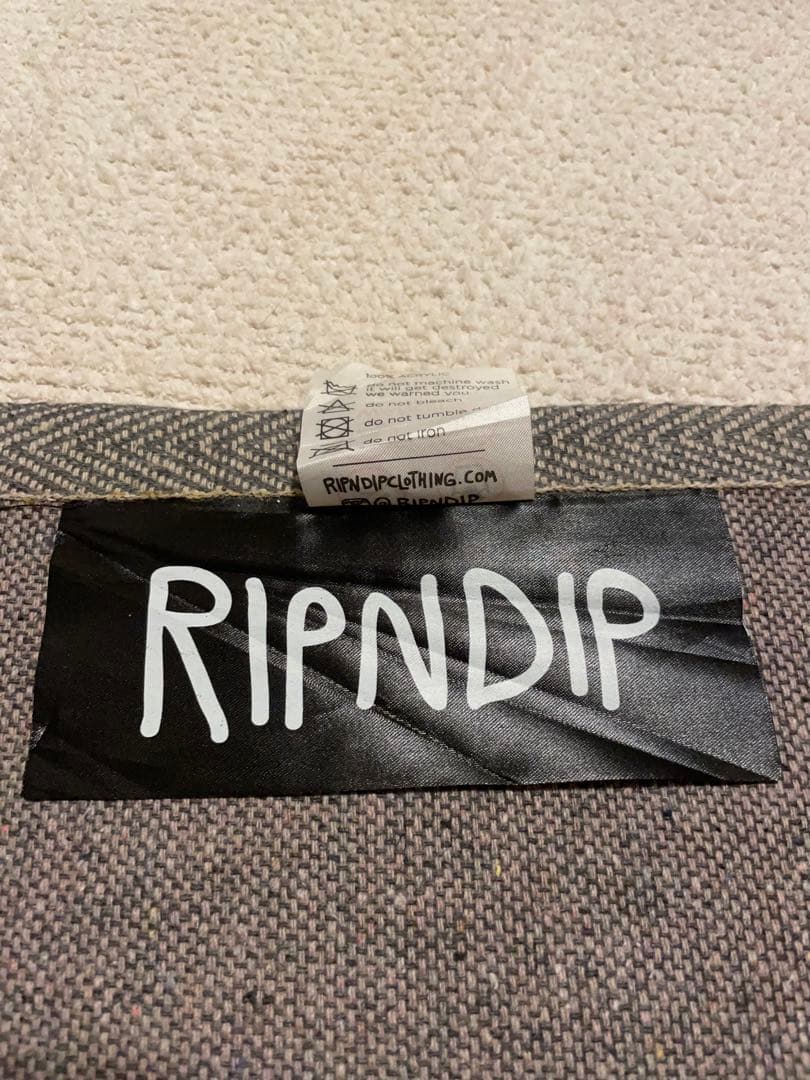 100% ACRYLIC
do not machine wash
it will get destroyed
we warned you
do not bleach
do not tumble
do not iron
RIPNDIPCLOTHING.COM
@RIPNDIP
RIPNDIP